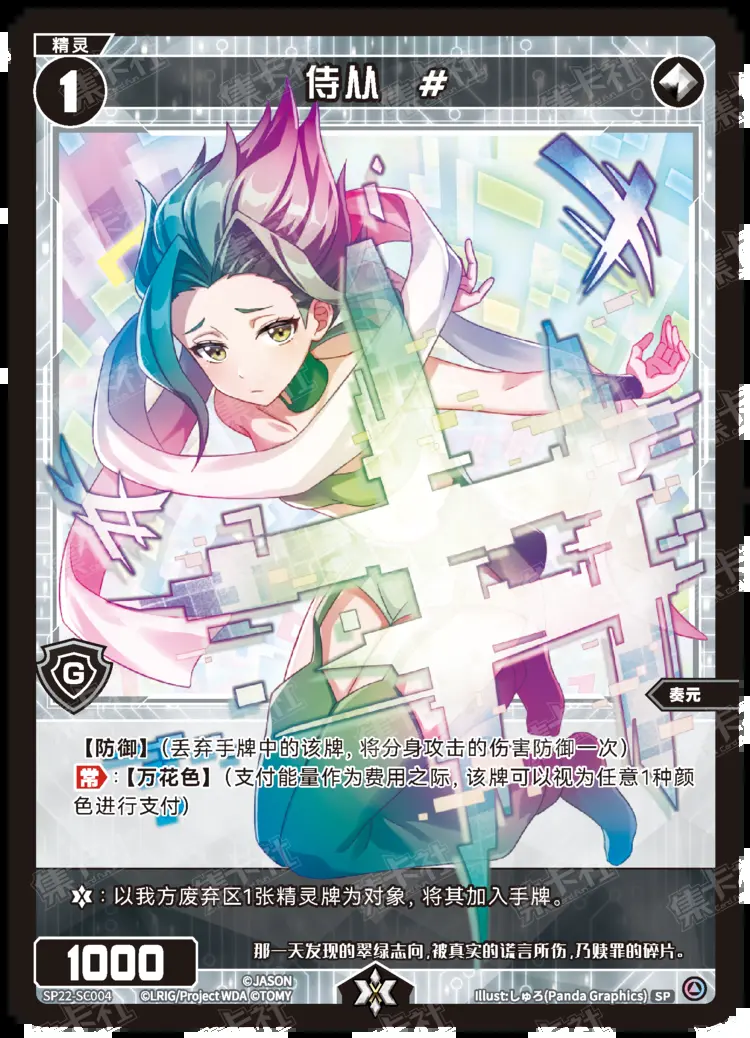 精灵
1
侍从 #
G
奏元
【防御】（丢弃手牌中的该牌，将分身攻击的伤害防御一次）
常：【万花色】（支付能量作为费用之际，该牌可以视为任意1种颜
色进行支付）
：以我方废弃区1张精灵牌为对象，将其加入手牌。
那一天发现的翠绿志向，被真实的谎言所伤，乃赎罪的碎片。
1000
©JASON
SP22-SC004 ©LRIG/Project WDA ©TOMY
Illust:しゅろ(Panda Graphics) SP
集卡社